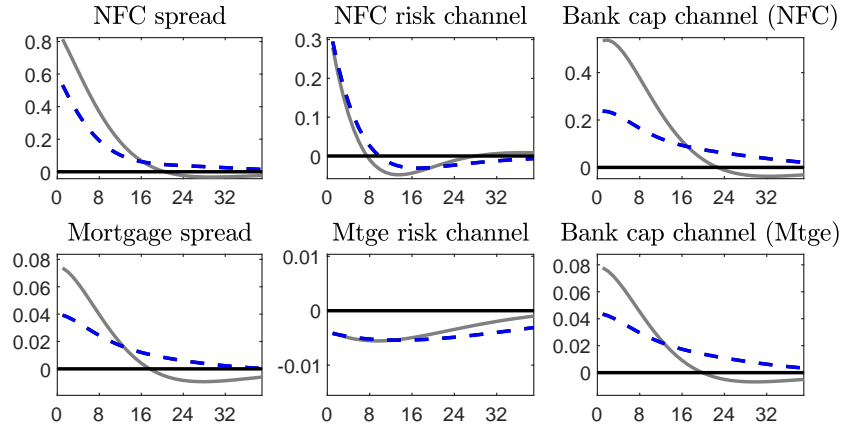 NFC spread
NFC risk channel
Bank cap channel (NFC)
0.8
0.6
0.4
0.2
0
0 8 16 24 32
0.3
0.2
0.1
0
0 8 16 24 32
0.4
0.2
0
0 8 16 24 32
Mortgage spread
Mtge risk channel
Bank cap channel (Mtge)
0.08
0.06
0.04
0.02
0
0 8 16 24 32
0.01
0
-0.01
0 8 16 24 32
0.08
0.06
0.04
0.02
0
0 8 16 24 32